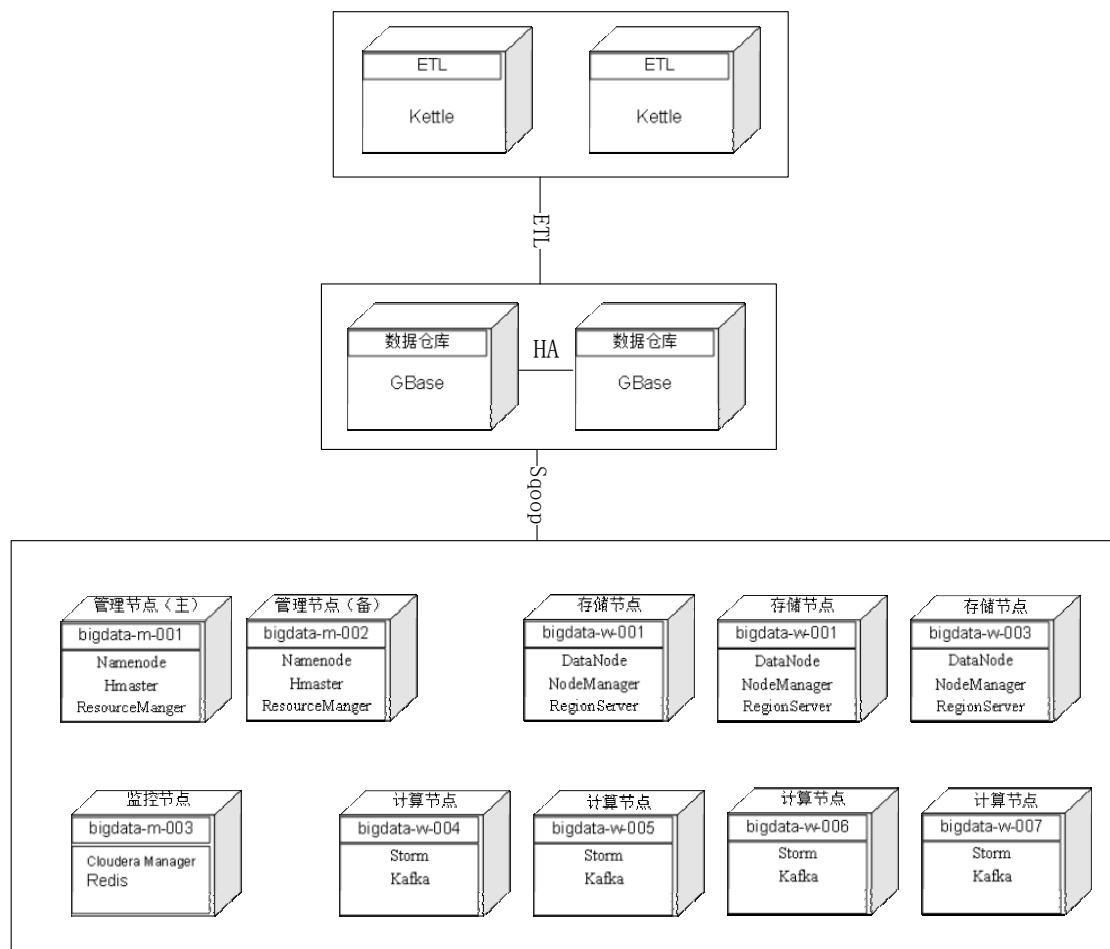 ETL
Kettle
ETL
Kettle
ETL
数据仓库
GBase
HA
数据仓库
GBase
Sqoop
管理节点（主）
bigdata-m-001
Namenode
Hmaster
ResourceManger
管理节点（备）
bigdata-m-002
Namenode
Hmaster
ResourceManger
存储节点
bigdata-w-001
DataNode
NodeManager
RegionServer
存储节点
bigdata-w-001
DataNode
NodeManager
RegionServer
存储节点
bigdata-w-003
DataNode
NodeManager
RegionServer
监控节点
bigdata-m-003
Cloudera Manager
Redis
计算节点
bigdata-w-004
Storm
Kafka
计算节点
bigdata-w-005
Storm
Kafka
计算节点
bigdata-w-006
Storm
Kafka
计算节点
bigdata-w-007
Storm
Kafka